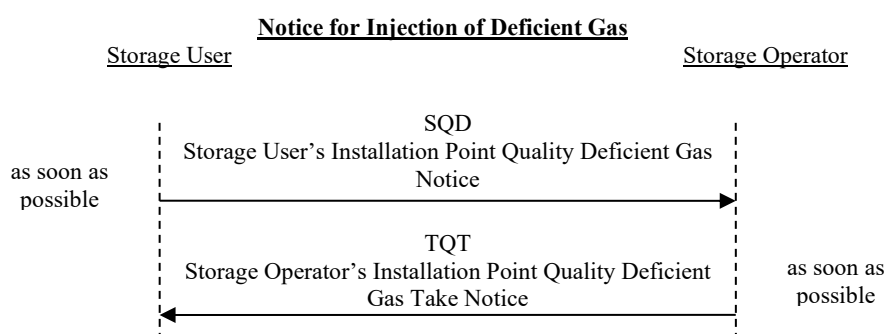 Notice for Injection of Deficient Gas
Storage User
Storage Operator
SQD
Storage User’s Installation Point Quality Deficient Gas
Notice
as soon as
possible
TQT
Storage Operator’s Installation Point Quality Deficient
Gas Take Notice
as soon as
possible